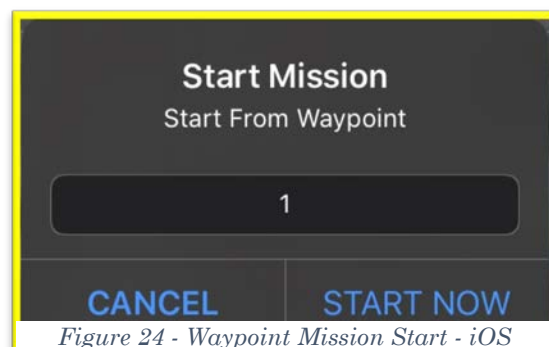 Start Mission
Start From Waypoint
1
CANCEL START NOW
Figure 24 - Waypoint Mission Start - iOS